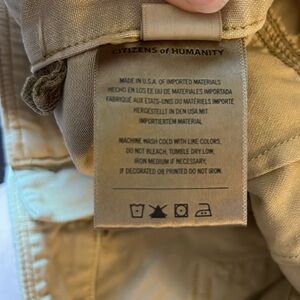 CITIZENS of HUMANITY
MADE IN U.S.A. OF IMPORTED MATERIALS
HECHO EN LOS EE.UU DE MATERIALES IMPORTADA
FABRIQUÉ AUX ETATS-UNIS DU MATÉRIELS IMPORTÉ
HERGESTELLT IN DEN USA MIT
IMPORTIERTEM MATERIAL
MACHINE WASH COLD WITH LIKE COLORS,
DO NOT BLEACH, TUMBLE DRY LOW,
IRON MEDIUM IF NECESSARY,
IF DECORATED OR PRINTED DO NOT IRON.